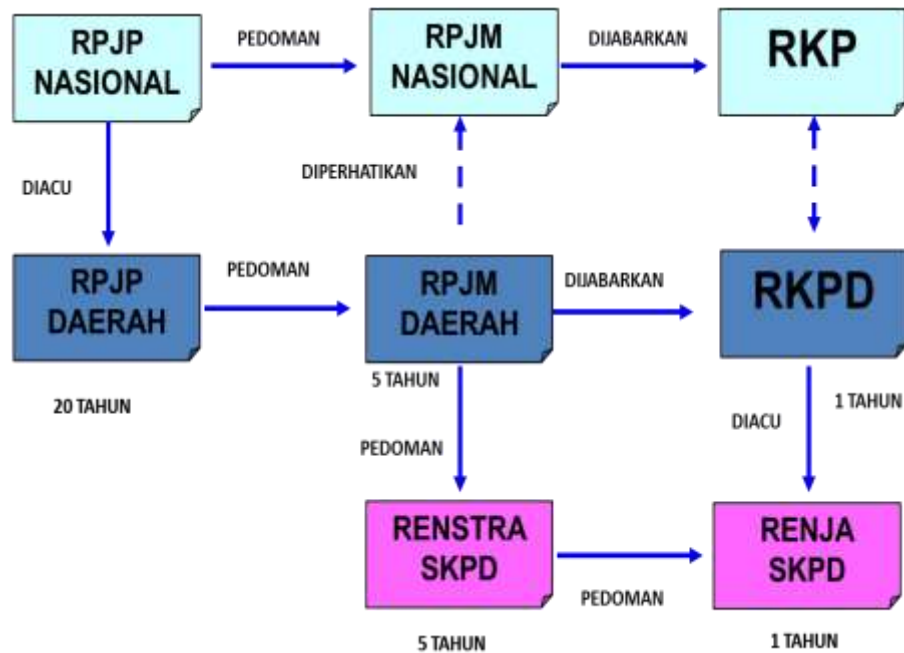 RPJP
NASIONAL
PEDOMAN
RPJM
NASIONAL
DIJABARKAN
RKP
DIACU
DIPERHATIKAN
RPJP
DAERAH
PEDOMAN
RPJM
DAERAH
DIJABARKAN
RKPD
20 TAHUN
5 TAHUN
1 TAHUN
PEDOMAN
DIACU
RENSTRA
SKPD
PEDOMAN
RENJA
SKPD
5 TAHUN
1 TAHUN